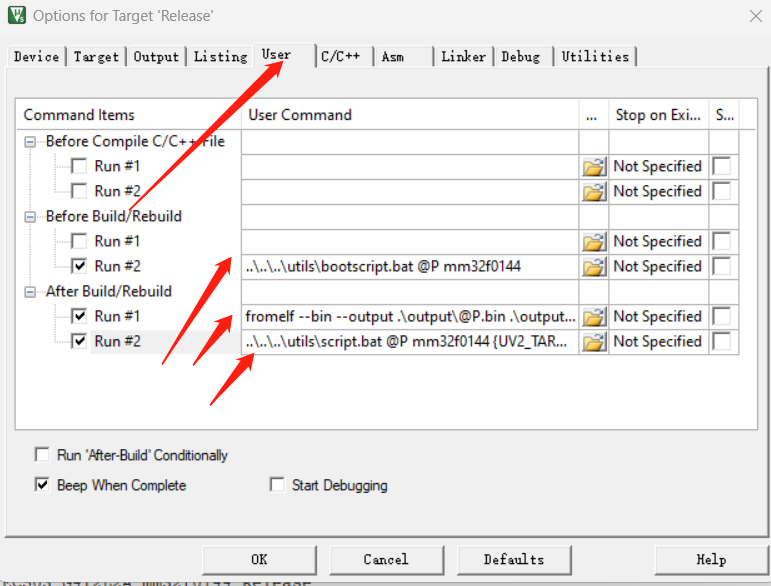 Options for Target 'Release'
Device Target Output Listing User C/C++ Asm Linker Debug Utilities
Command Items User Command ... Stop on Exi... S...
Before Compile C/C++ File
Run #1 Not Specified
Run #2 Not Specified
Before Build/Rebuild
Run #1 Not Specified
Run #2 ..\..\..\utils\bootscript.bat @P mm32f0144 Not Specified
After Build/Rebuild
Run #1 fromelf --bin --output .\output\@P.bin .\output... Not Specified
Run #2 ..\..\..\utils\script.bat @P mm32f0144 {UV2_TAR... Not Specified
Run 'After-Build' Conditionally
Beep When Complete Start Debugging
OK Cancel Defaults Help